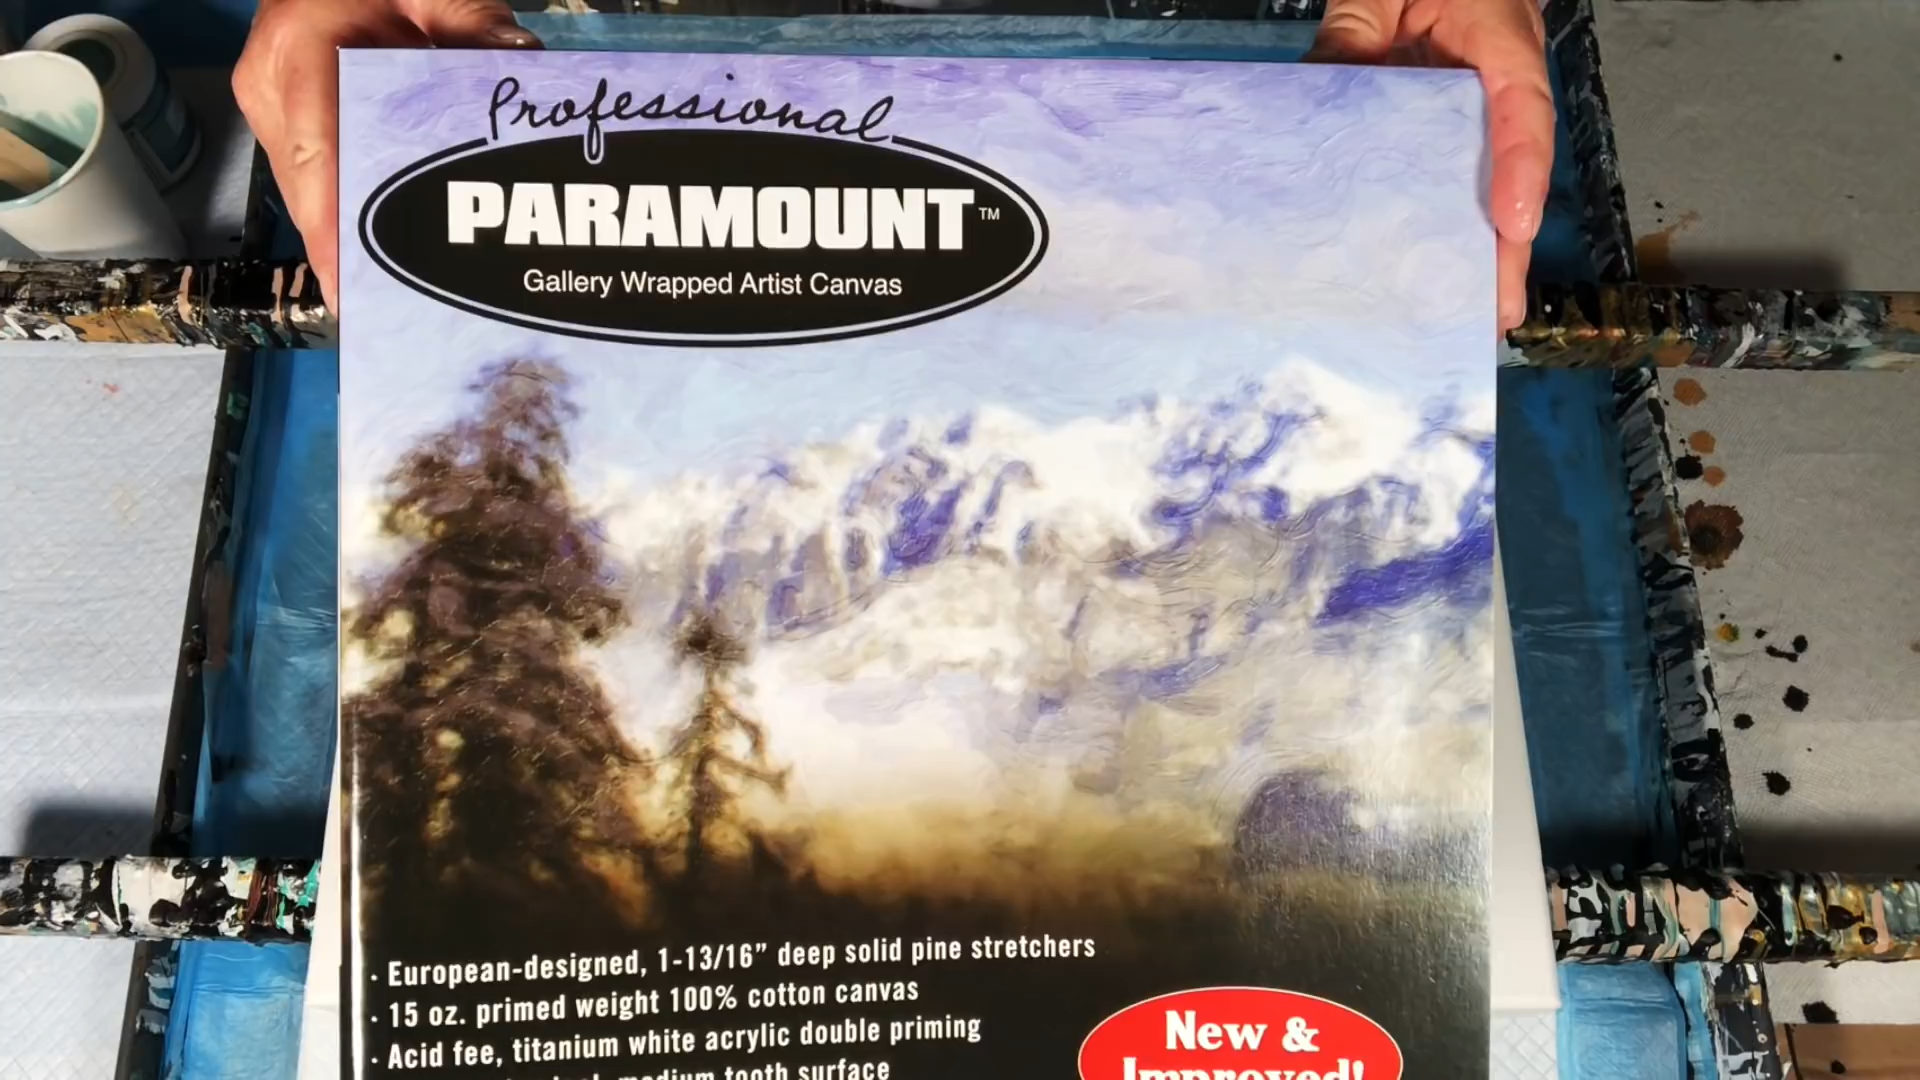 Professional
PARAMOUNT™
Gallery Wrapped Artist Canvas
· European-designed, 1-13/16” deep solid pine stretchers
· 15 oz. primed weight 100% cotton canvas
· Acid fee, titanium white acrylic double priming
medium tooth surface
New &
Improved!